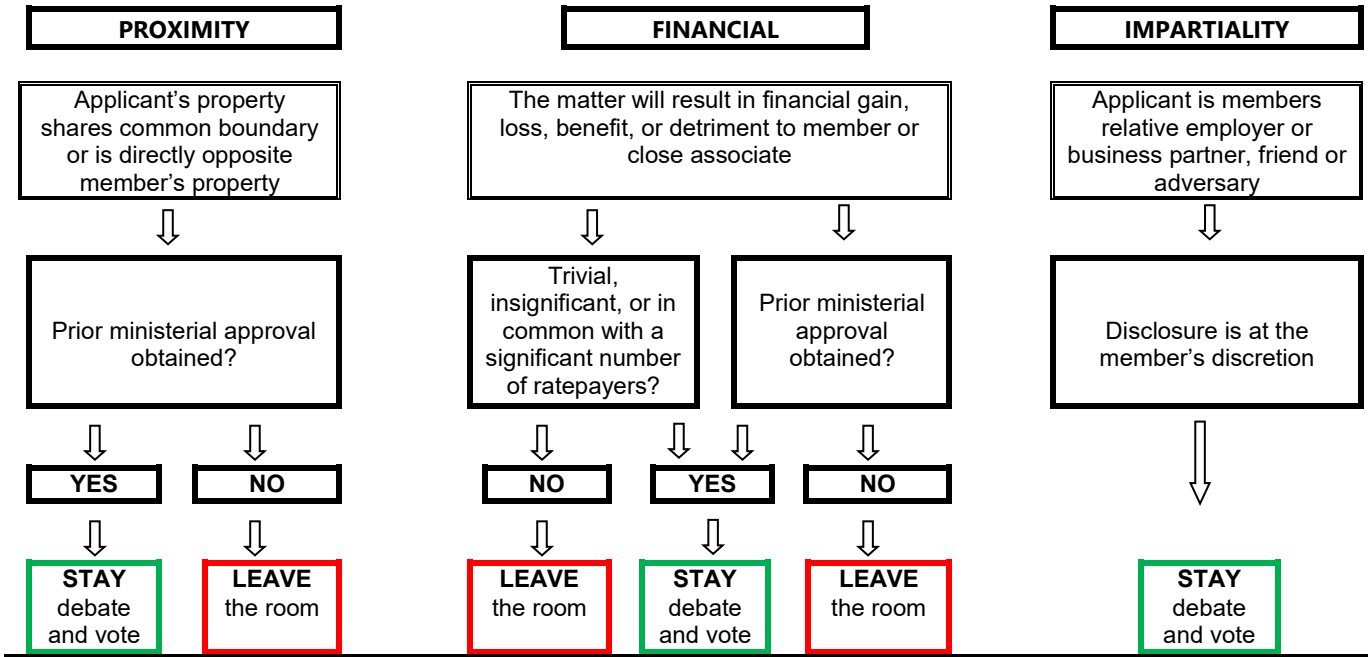 PROXIMITY
FINANCIAL
IMPARTIALITY
Applicant's property
shares common boundary
or is directly opposite
member's property
The matter will result in financial gain,
loss, benefit, or detriment to member or
close associate
Applicant is members
relative employer or
business partner, friend or
adversary
Prior ministerial approval
obtained?
Trivial,
insignificant, or in
common with a
significant number
of ratepayers?
Prior ministerial
approval
obtained?
Disclosure is at the
member's discretion
YES
NO
NO
YES
NO
STAY
debate
and vote
LEAVE
the room
LEAVE
the room
STAY
debate
and vote
LEAVE
the room
STAY
debate
and vote